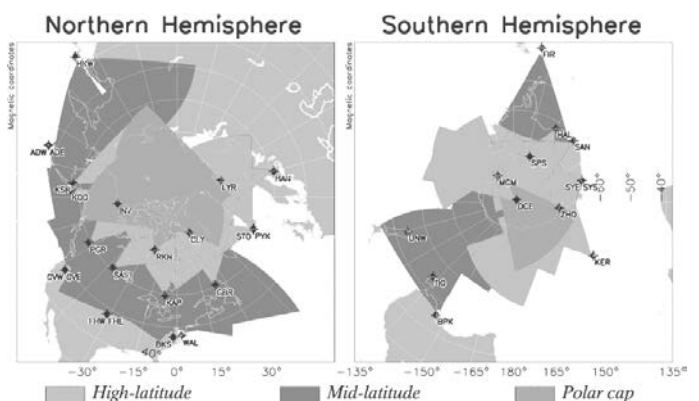 Northern Hemisphere
Southern Hemisphere
Magnetic coordinates
HKW
ADW ADE
KSR
KOD
INV
LYR
HAN
PGR
CLY
STO PYK
RKN
CVW CVE
SAS
KAP
GBR
FHW FHL
BKS
WAL
40°
-30°
-15°
0°
15°
30°
Magnetic coordinates
FIR
HAL
SAN
SPS
MCM
SYE SYS
-60°
-50°
-40°
DCE
ZHO
UNW
KER
TIG
BPK
-135°
-150°
-165°
180°
165°
150°
135°
High-latitude
Mid-latitude
Polar cap